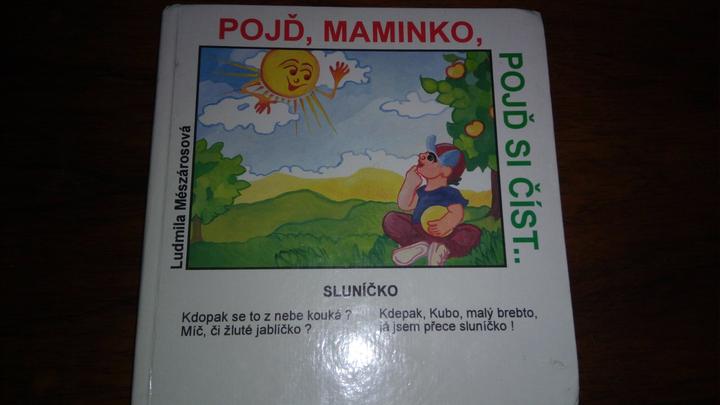 POJĎ, MAMINKO,
POJĎ SI ČÍST..
Ludmila Mészárosová
SLUNÍČKO
Kdopak se to z nebe kouká ?
Míč, či žluté jablíčko ?
Kdepak, Kubo, malý brebto,
já jsem přece sluníčko !